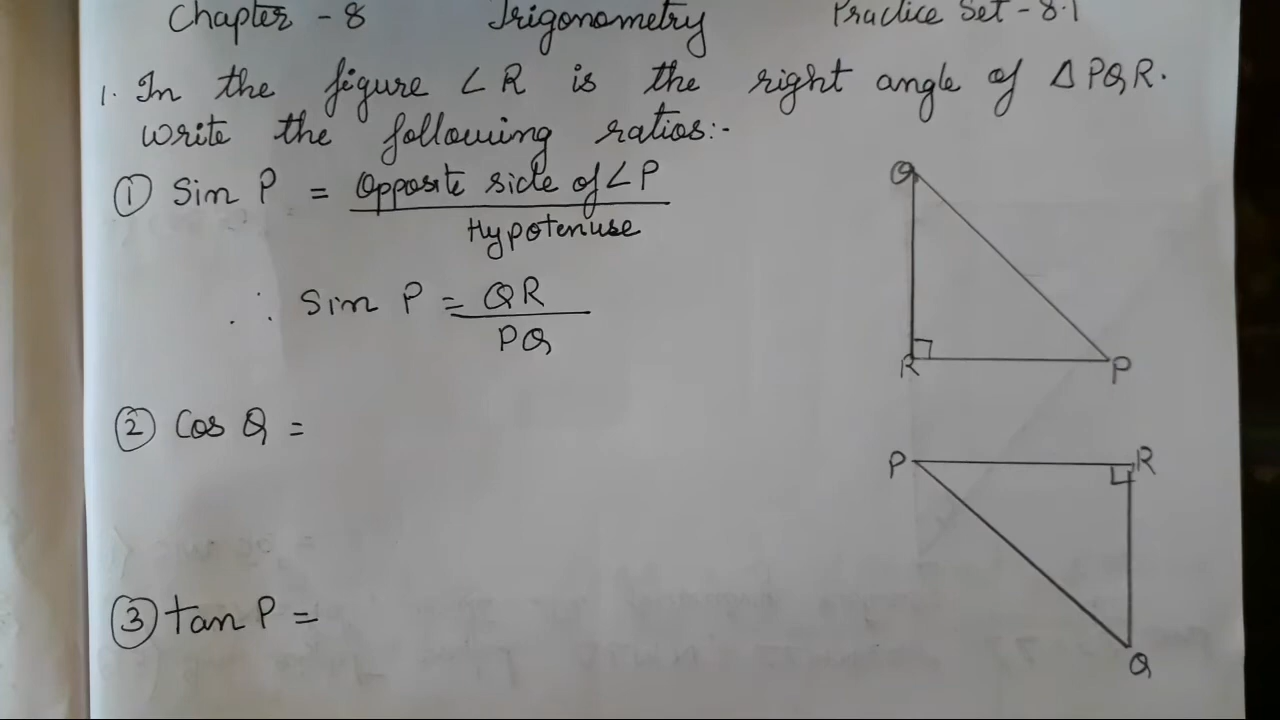 Chapter - 8 Trigonometry Practice Set - 8.1
1. In the figure ∠R is the right angle of Δ PQR.
write the following ratios:-
① Sin P = Opposite side of ∠P
Hypotenuse
∴ Sin P = QR
PQ
② Cos Q =
③ tan P =
Q
R P
P R
Q